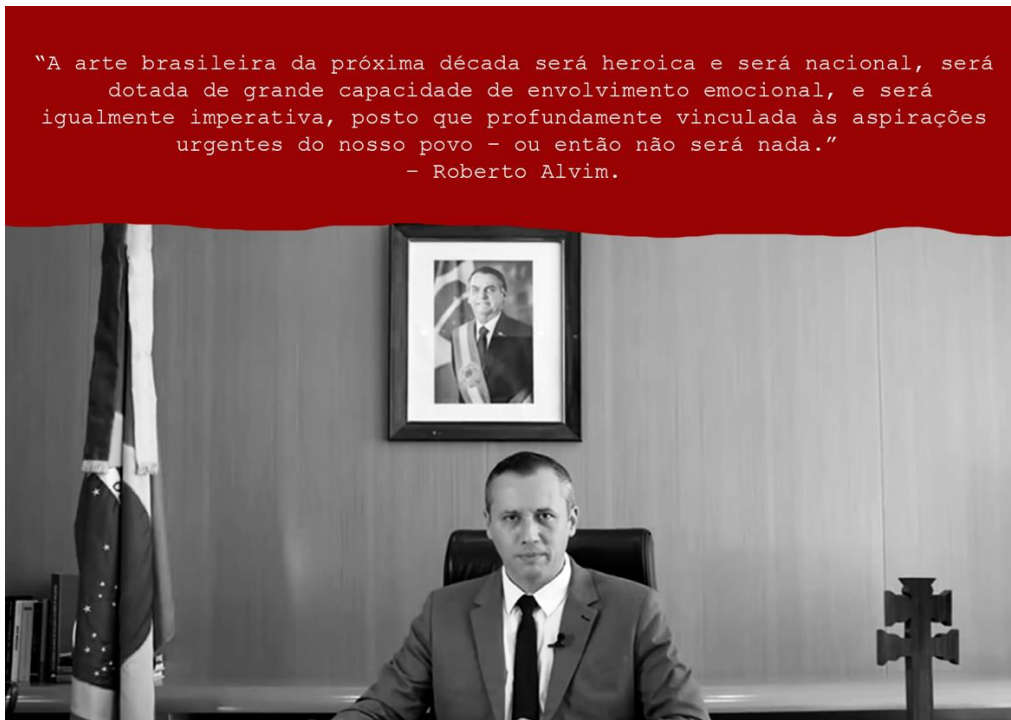 “A arte brasileira da próxima década será heroica e será nacional, será
dotada de grande capacidade de envolvimento emocional, e será
igualmente imperativa, posto que profundamente vinculada às aspirações
urgentes do nosso povo – ou então não será nada.”
– Roberto Alvim.